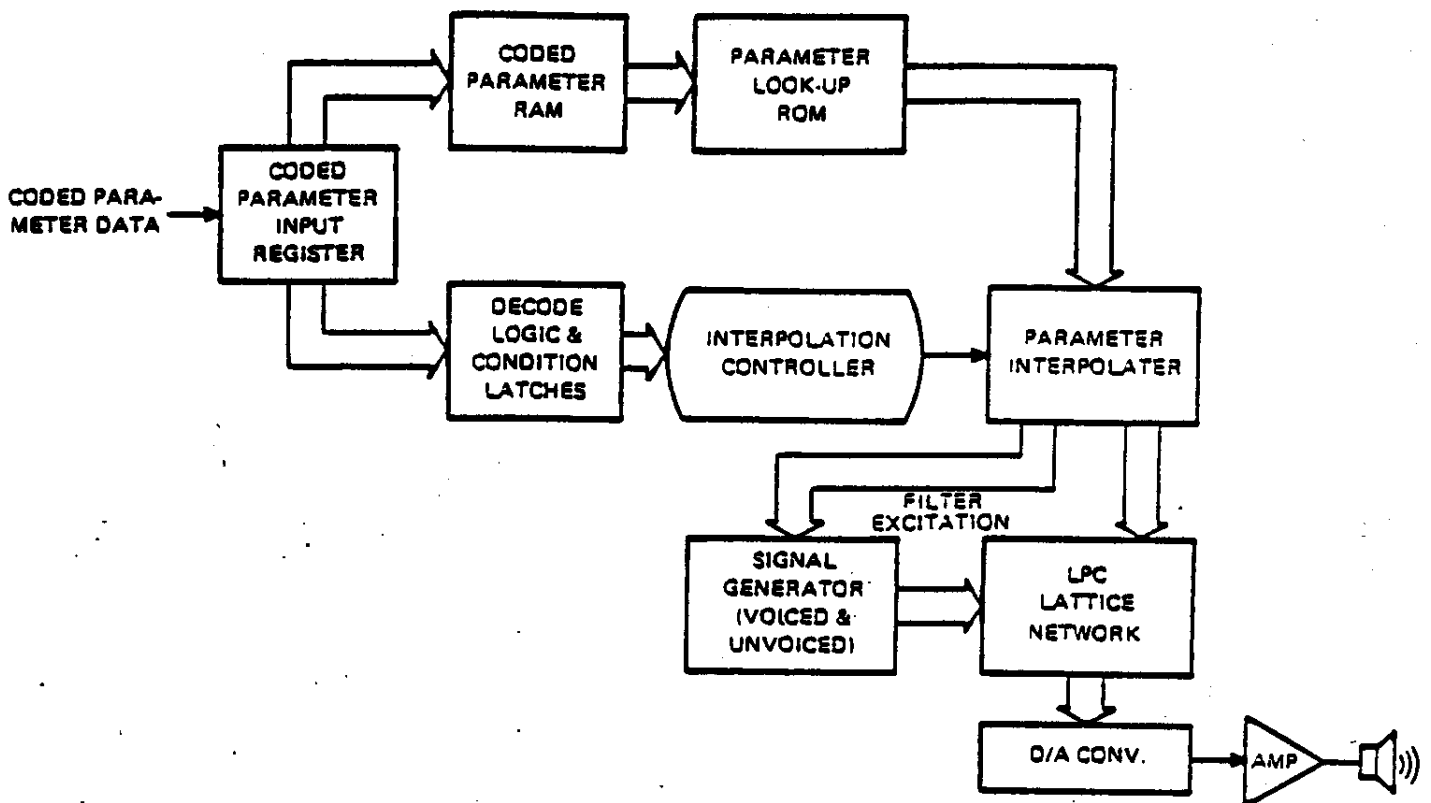 CODED
PARAMETER
RAM
PARAMETER
LOOK-UP
ROM
CODED PARA-
METER DATA
CODED
PARAMETER
INPUT
REGISTER
DECODE
LOGIC &
CONDITION
LATCHES
INTERPOLATION
CONTROLLER
PARAMETER
INTERPOLATER
FILTER
EXCITATION
SIGNAL
GENERATOR
(VOICED &
UNVOICED)
LPC
LATTICE
NETWORK
D/A CONV.
AMP